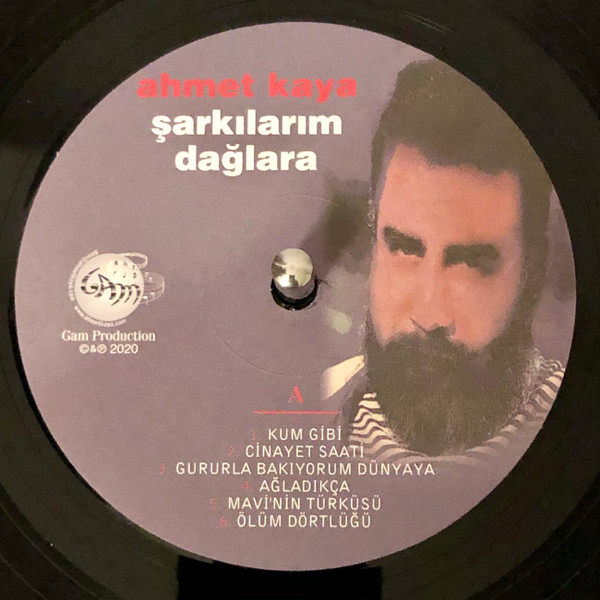 ahmet kaya
şarkılarım
dağlara
GAM
Gam Production
©&℗ 2020
A
1. KUM GİBİ
2. CİNAYET SAATİ
3. GURURLA BAKIYORUM DÜNYAYA
4. AĞLADIKÇA
5. MAVİ'NİN TÜRKÜSÜ
6. ÖLÜM DÖRTLÜĞÜ